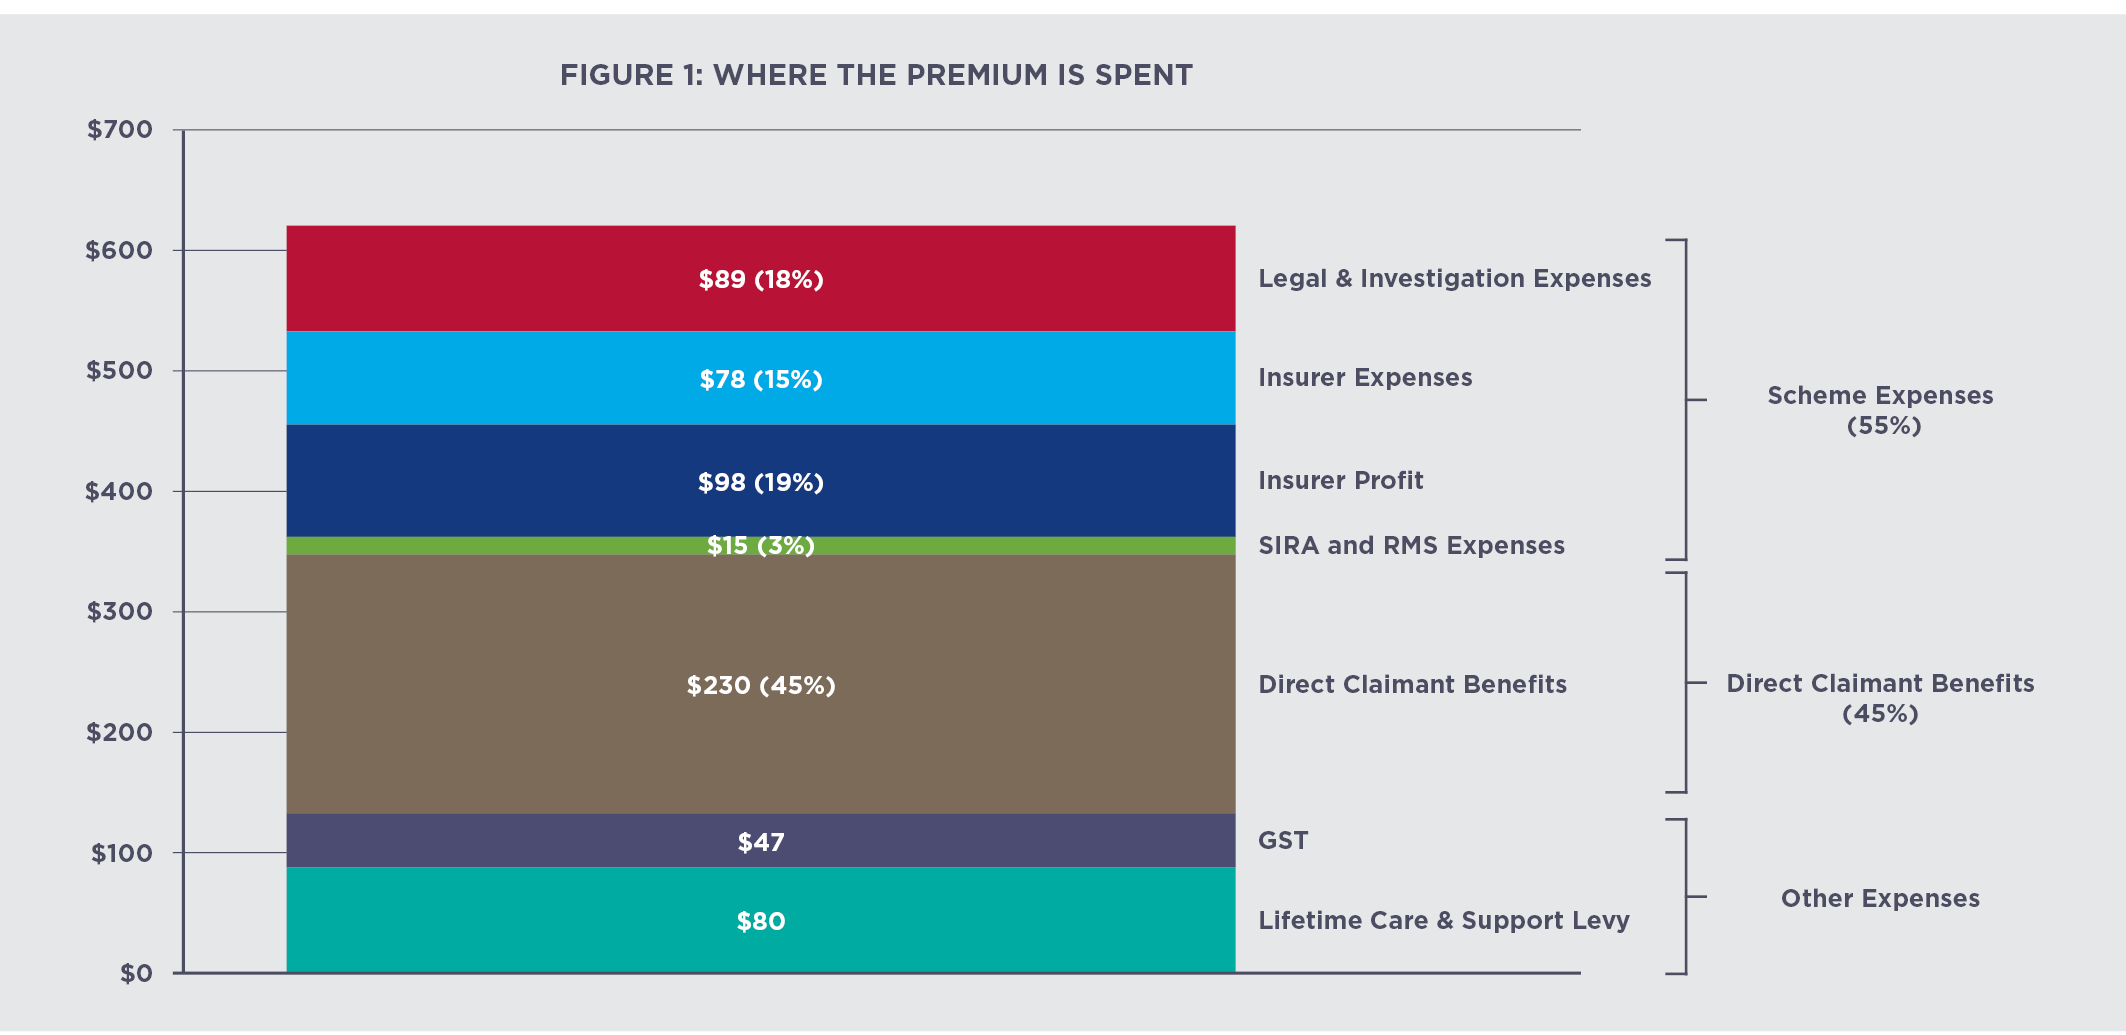 FIGURE 1: WHERE THE PREMIUM IS SPENT
$700
$600
$500
$400
$300
$200
$100
$0
$89 (18%)
$78 (15%)
$98 (19%)
$15 (3%)
$230 (45%)
$47
$80
Legal & Investigation Expenses
Insurer Expenses
Insurer Profit
SIRA and RMS Expenses
Direct Claimant Benefits
GST
Lifetime Care & Support Levy
Scheme Expenses
(55%)
Direct Claimant Benefits
(45%)
Other Expenses